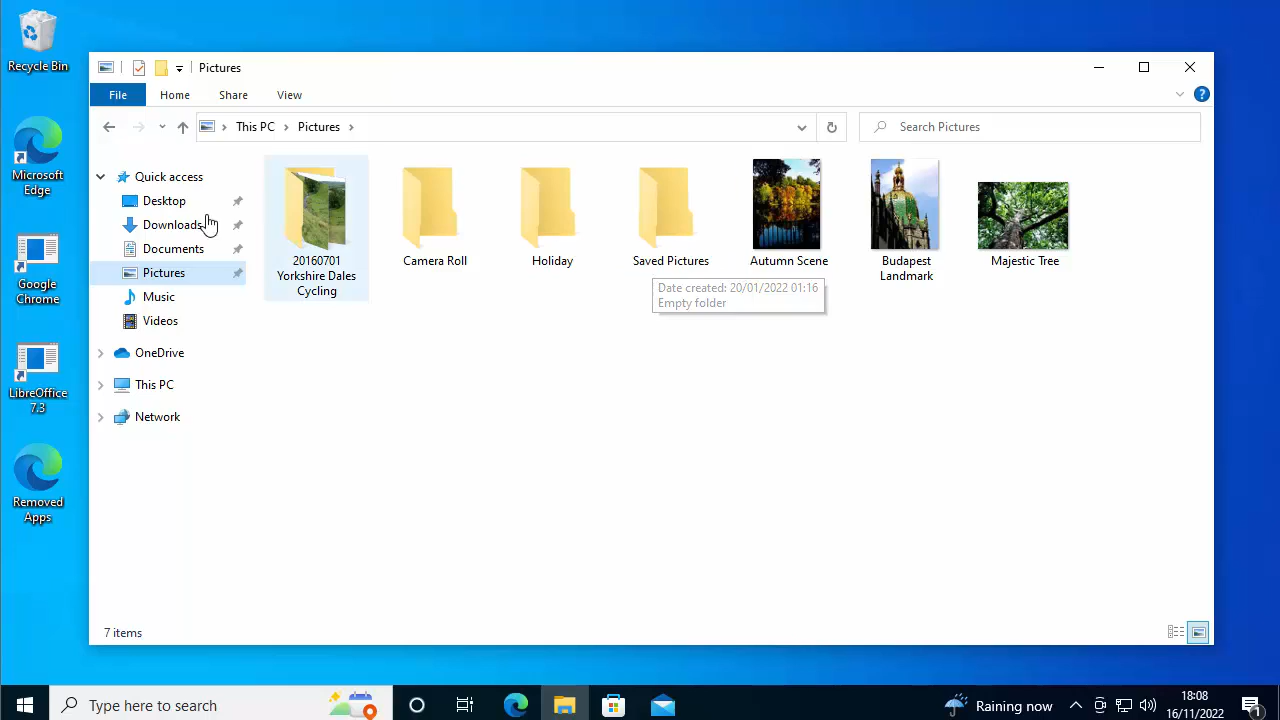 Recycle Bin
Microsoft
Edge
Google
Chrome
LibreOffice
7.3
Removed
Apps
Pictures
File
Home
Share
View
This PC
Pictures
Search Pictures
Quick access
Desktop
Downloads
Documents
Pictures
Music
Videos
OneDrive
This PC
Network
20160701
Yorkshire Dales
Cycling
Camera Roll
Holiday
Saved Pictures
Autumn Scene
Budapest
Landmark
Majestic Tree
Date created: 20/01/2022 01:16
Empty folder
7 items
Type here to search
Raining now
18:08
16/11/2022
1